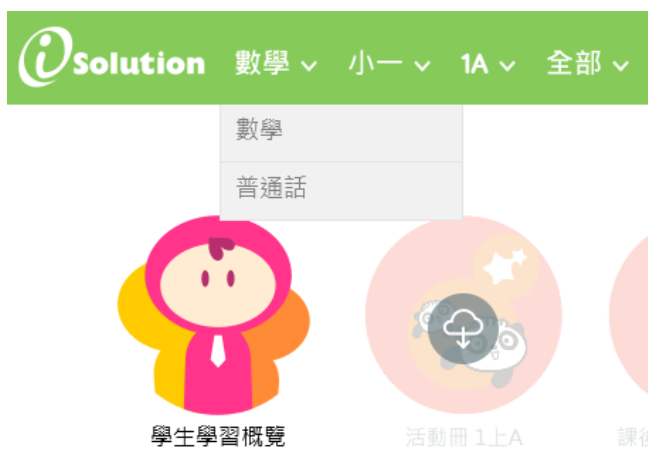 iSolution 數學 小一 1A 全部
數學
普通話
學生學習概覽 活動冊 1上A 課